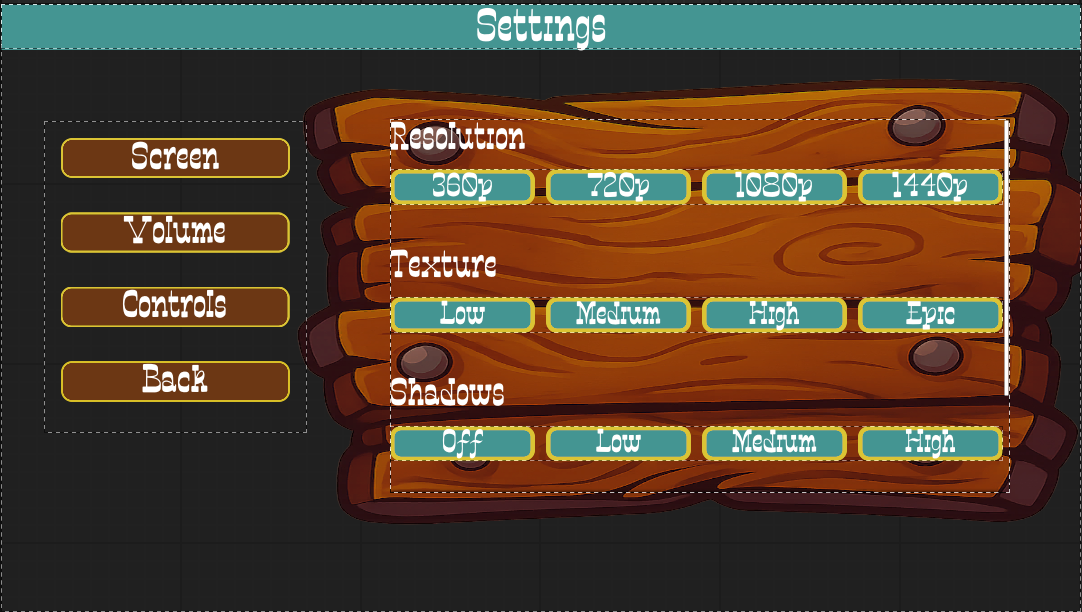 Settings
Screen
Volume
Controls
Back
Resolution
360p 720p 1080p 1440p
Texture
Low Medium High Epic
Shadows
Off Low Medium High